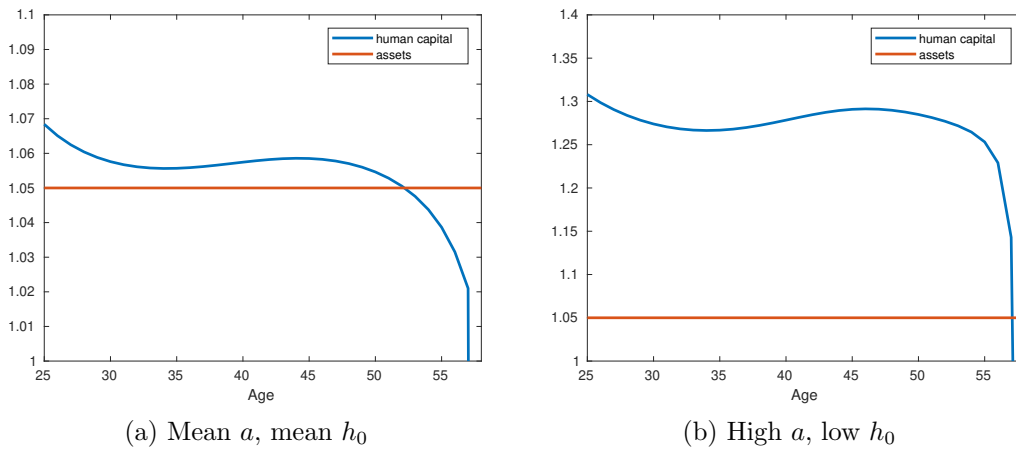 1.1
1.09
1.08
1.07
1.06
1.05
1.04
1.03
1.02
1.01
1
25 30 35 40 45 50 55
Age
human capital
assets
(a) Mean a, mean h₀
1.4
1.35
1.3
1.25
1.2
1.15
1.1
1.05
1
25 30 35 40 45 50 55
Age
human capital
assets
(b) High a, low h₀